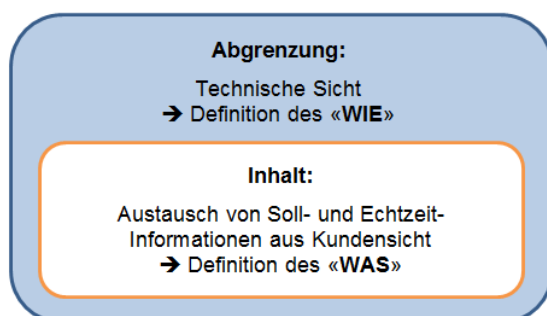 Abgrenzung:
Technische Sicht
➔ Definition des «WIE»
Inhalt:
Austausch von Soll- und Echtzeit-
Informationen aus Kundensicht
➔ Definition des «WAS»